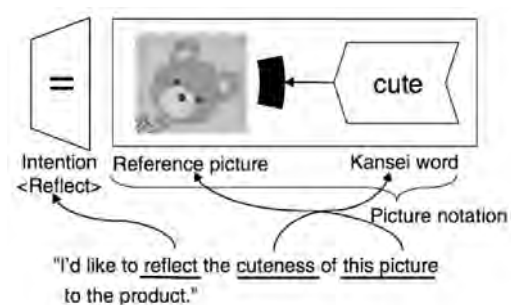 =
cute
Intention
<Reflect>
Reference picture
Kansei word
Picture notation
"I'd like to reflect the cuteness of this picture
to the product."